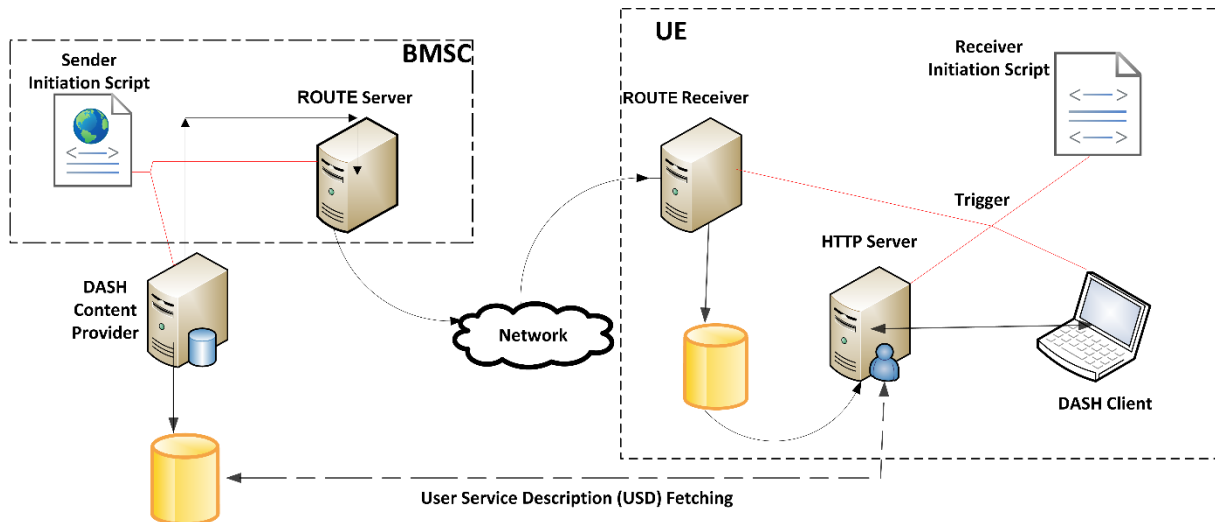 Sender
Initiation Script
BMSC
ROUTE Server
DASH
Content
Provider
Network
UE
ROUTE Receiver
Receiver
Initiation Script
Trigger
HTTP Server
DASH Client
User Service Description (USD) Fetching